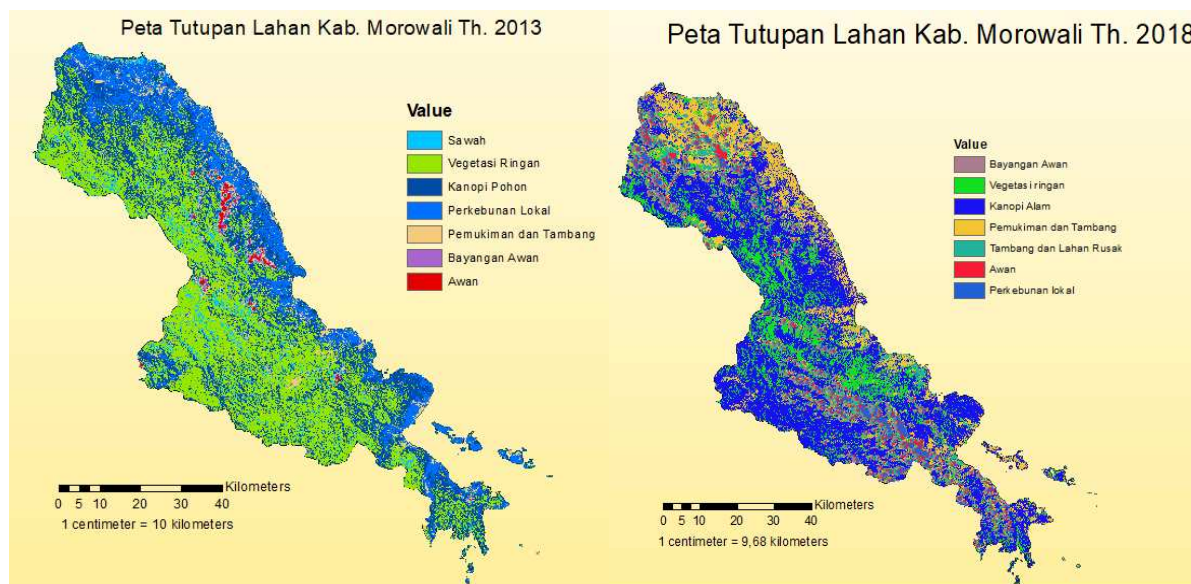 Peta Tutupan Lahan Kab. Morowali Th. 2013
Value
Sawah
Vegetasi Ringan
Kanopi Pohon
Perkebunan Lokal
Pemukiman dan Tambang
Bayangan Awan
Awan
Kilometers
0 5 10 20 30 40
1 centimeter = 10 kilometers
Peta Tutupan Lahan Kab. Morowali Th. 2018
Value
Bayangan Awan
Vegetasi ringan
Kanopi Alam
Pemukiman dan Tambang
Tambang dan Lahan Rusak
Awan
Perkebunan lokal
Kilometers
0 5 10 20 30 40
1 centimeter = 9,68 kilometers